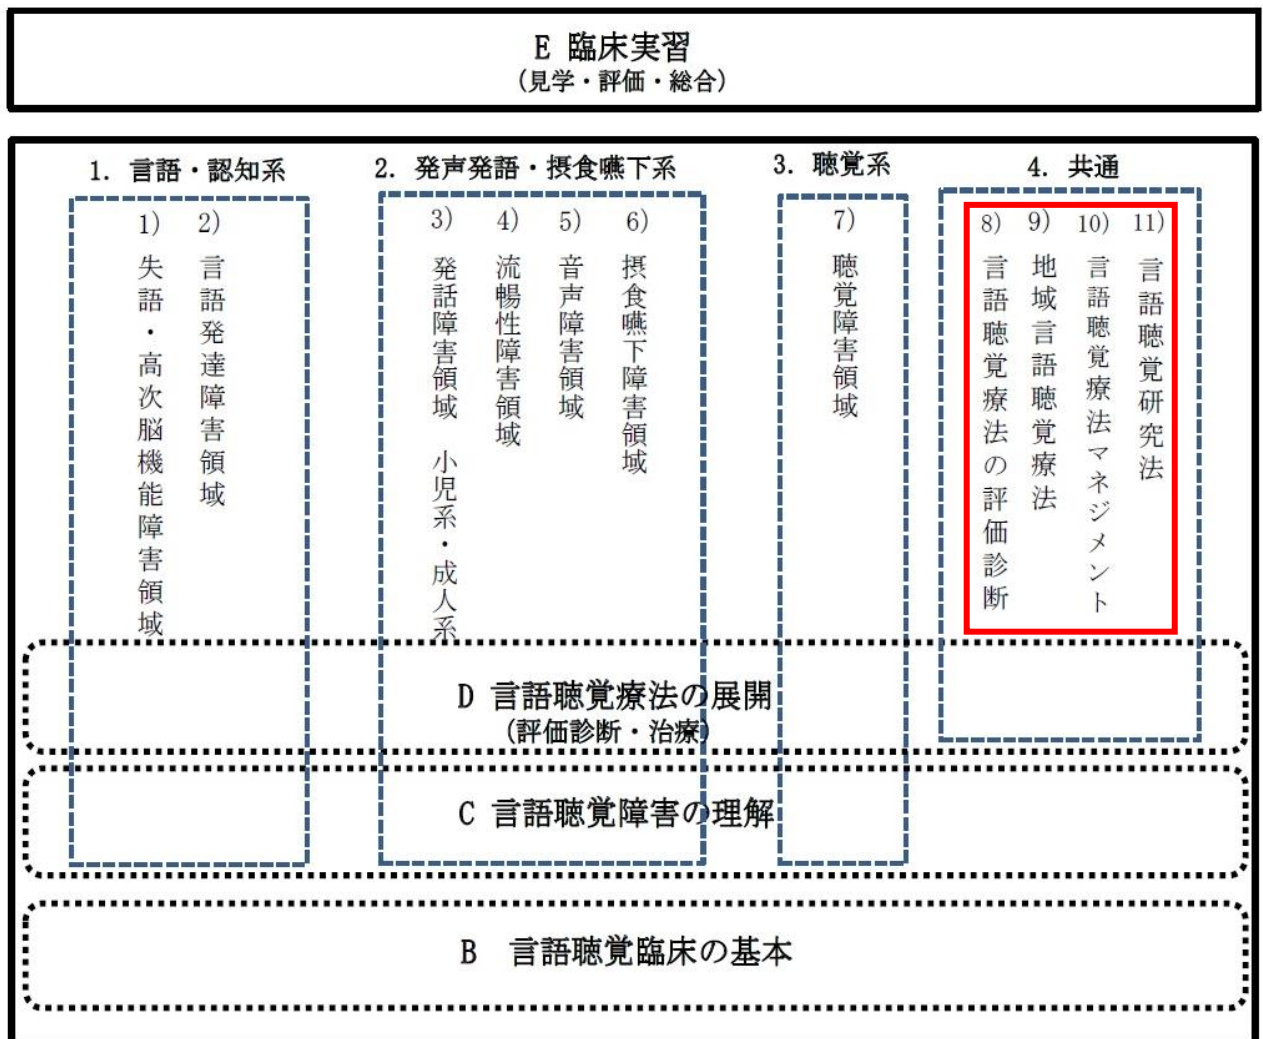 E 臨床実習
(見学・評価・総合)
1. 言語・認知系
1) 失語・高次脳機能障害領域
2) 言語発達障害領域
2. 発声発語・摂食嚥下系
3) 発話障害領域 小児系・成人系
4) 流暢性障害領域
5) 音声障害領域
6) 摂食嚥下障害領域
3. 聴覚系
7) 聴覚障害領域
4. 共通
8) 言語聴覚療法の評価診断
9) 地域言語聴覚療法
10) 言語聴覚療法マネジメント
11) 言語聴覚研究法
D 言語聴覚療法の展開
(評価診断・治療)
C 言語聴覚障害の理解
B 言語聴覚臨床の基本